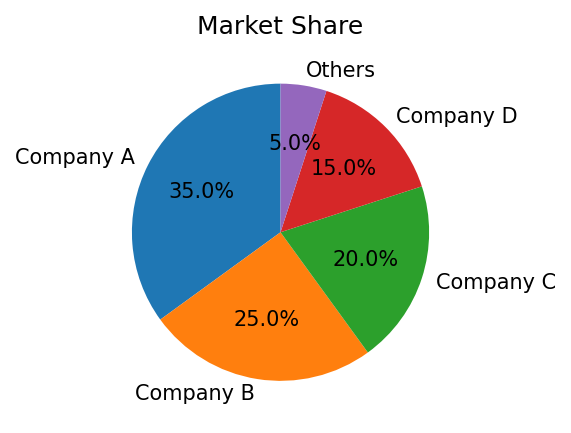 Market Share
Others
Company D
5.0%
Company A
15.0%
35.0%
20.0%
Company C
25.0%
Company B